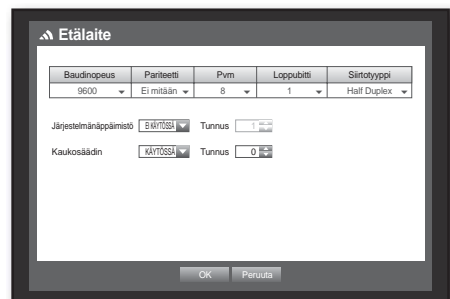 Etälaite
Baudinopeus Pariteetti Pvm Loppubitti Siirtotyyppi
9600 Ei mitään 8 1 Half Duplex
Järjestelmänäppäimistö EI KÄYTÖSSÄ Tunnus 1
Kaukosäädin KÄYTÖSSÄ Tunnus 0
OK Peruuta